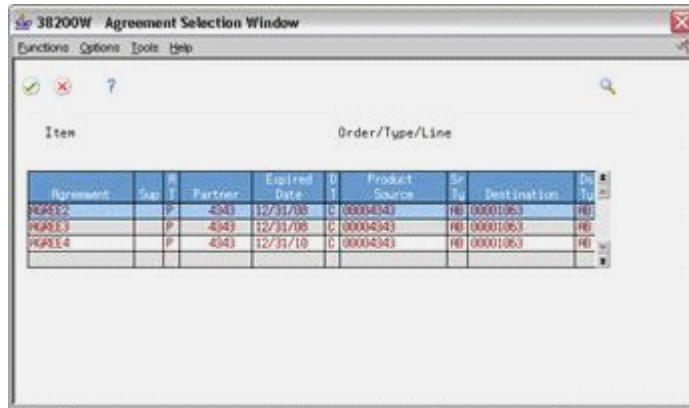 38200W Agreement Selection Window
Functions Options Tools Help
?
Item Order/Type/Line
Agreement Sup A T Partner Expired Date D T Product Source Sr Ty Destination Ds Ty
AGREE2 P 4343 12/31/08 C 00004343 AB 00001063 AB
AGREE3 P 4343 12/31/08 C 00004343 AB 00001063 AB
AGREE4 P 4343 12/31/10 C 00004343 AB 00001063 AB